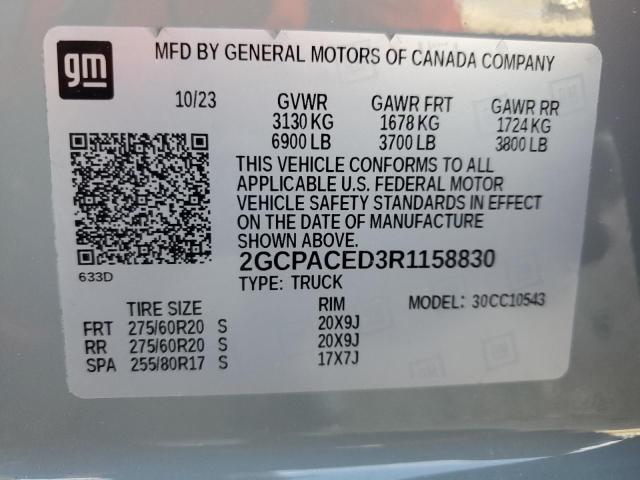 gm
MFD BY GENERAL MOTORS OF CANADA COMPANY
10/23 GVWR GAWR FRT GAWR RR
3130 KG 1678 KG 1724 KG
6900 LB 3700 LB 3800 LB
THIS VEHICLE CONFORMS TO ALL
APPLICABLE U.S. FEDERAL MOTOR
VEHICLE SAFETY STANDARDS IN EFFECT
ON THE DATE OF MANUFACTURE
SHOWN ABOVE.
633D
2GCPACED3R1158830
TYPE: TRUCK
MODEL: 30CC10543
TIRE SIZE RIM
FRT 275/60R20 S 20X9J
RR 275/60R20 S 20X9J
SPA 255/80R17 S 17X7J